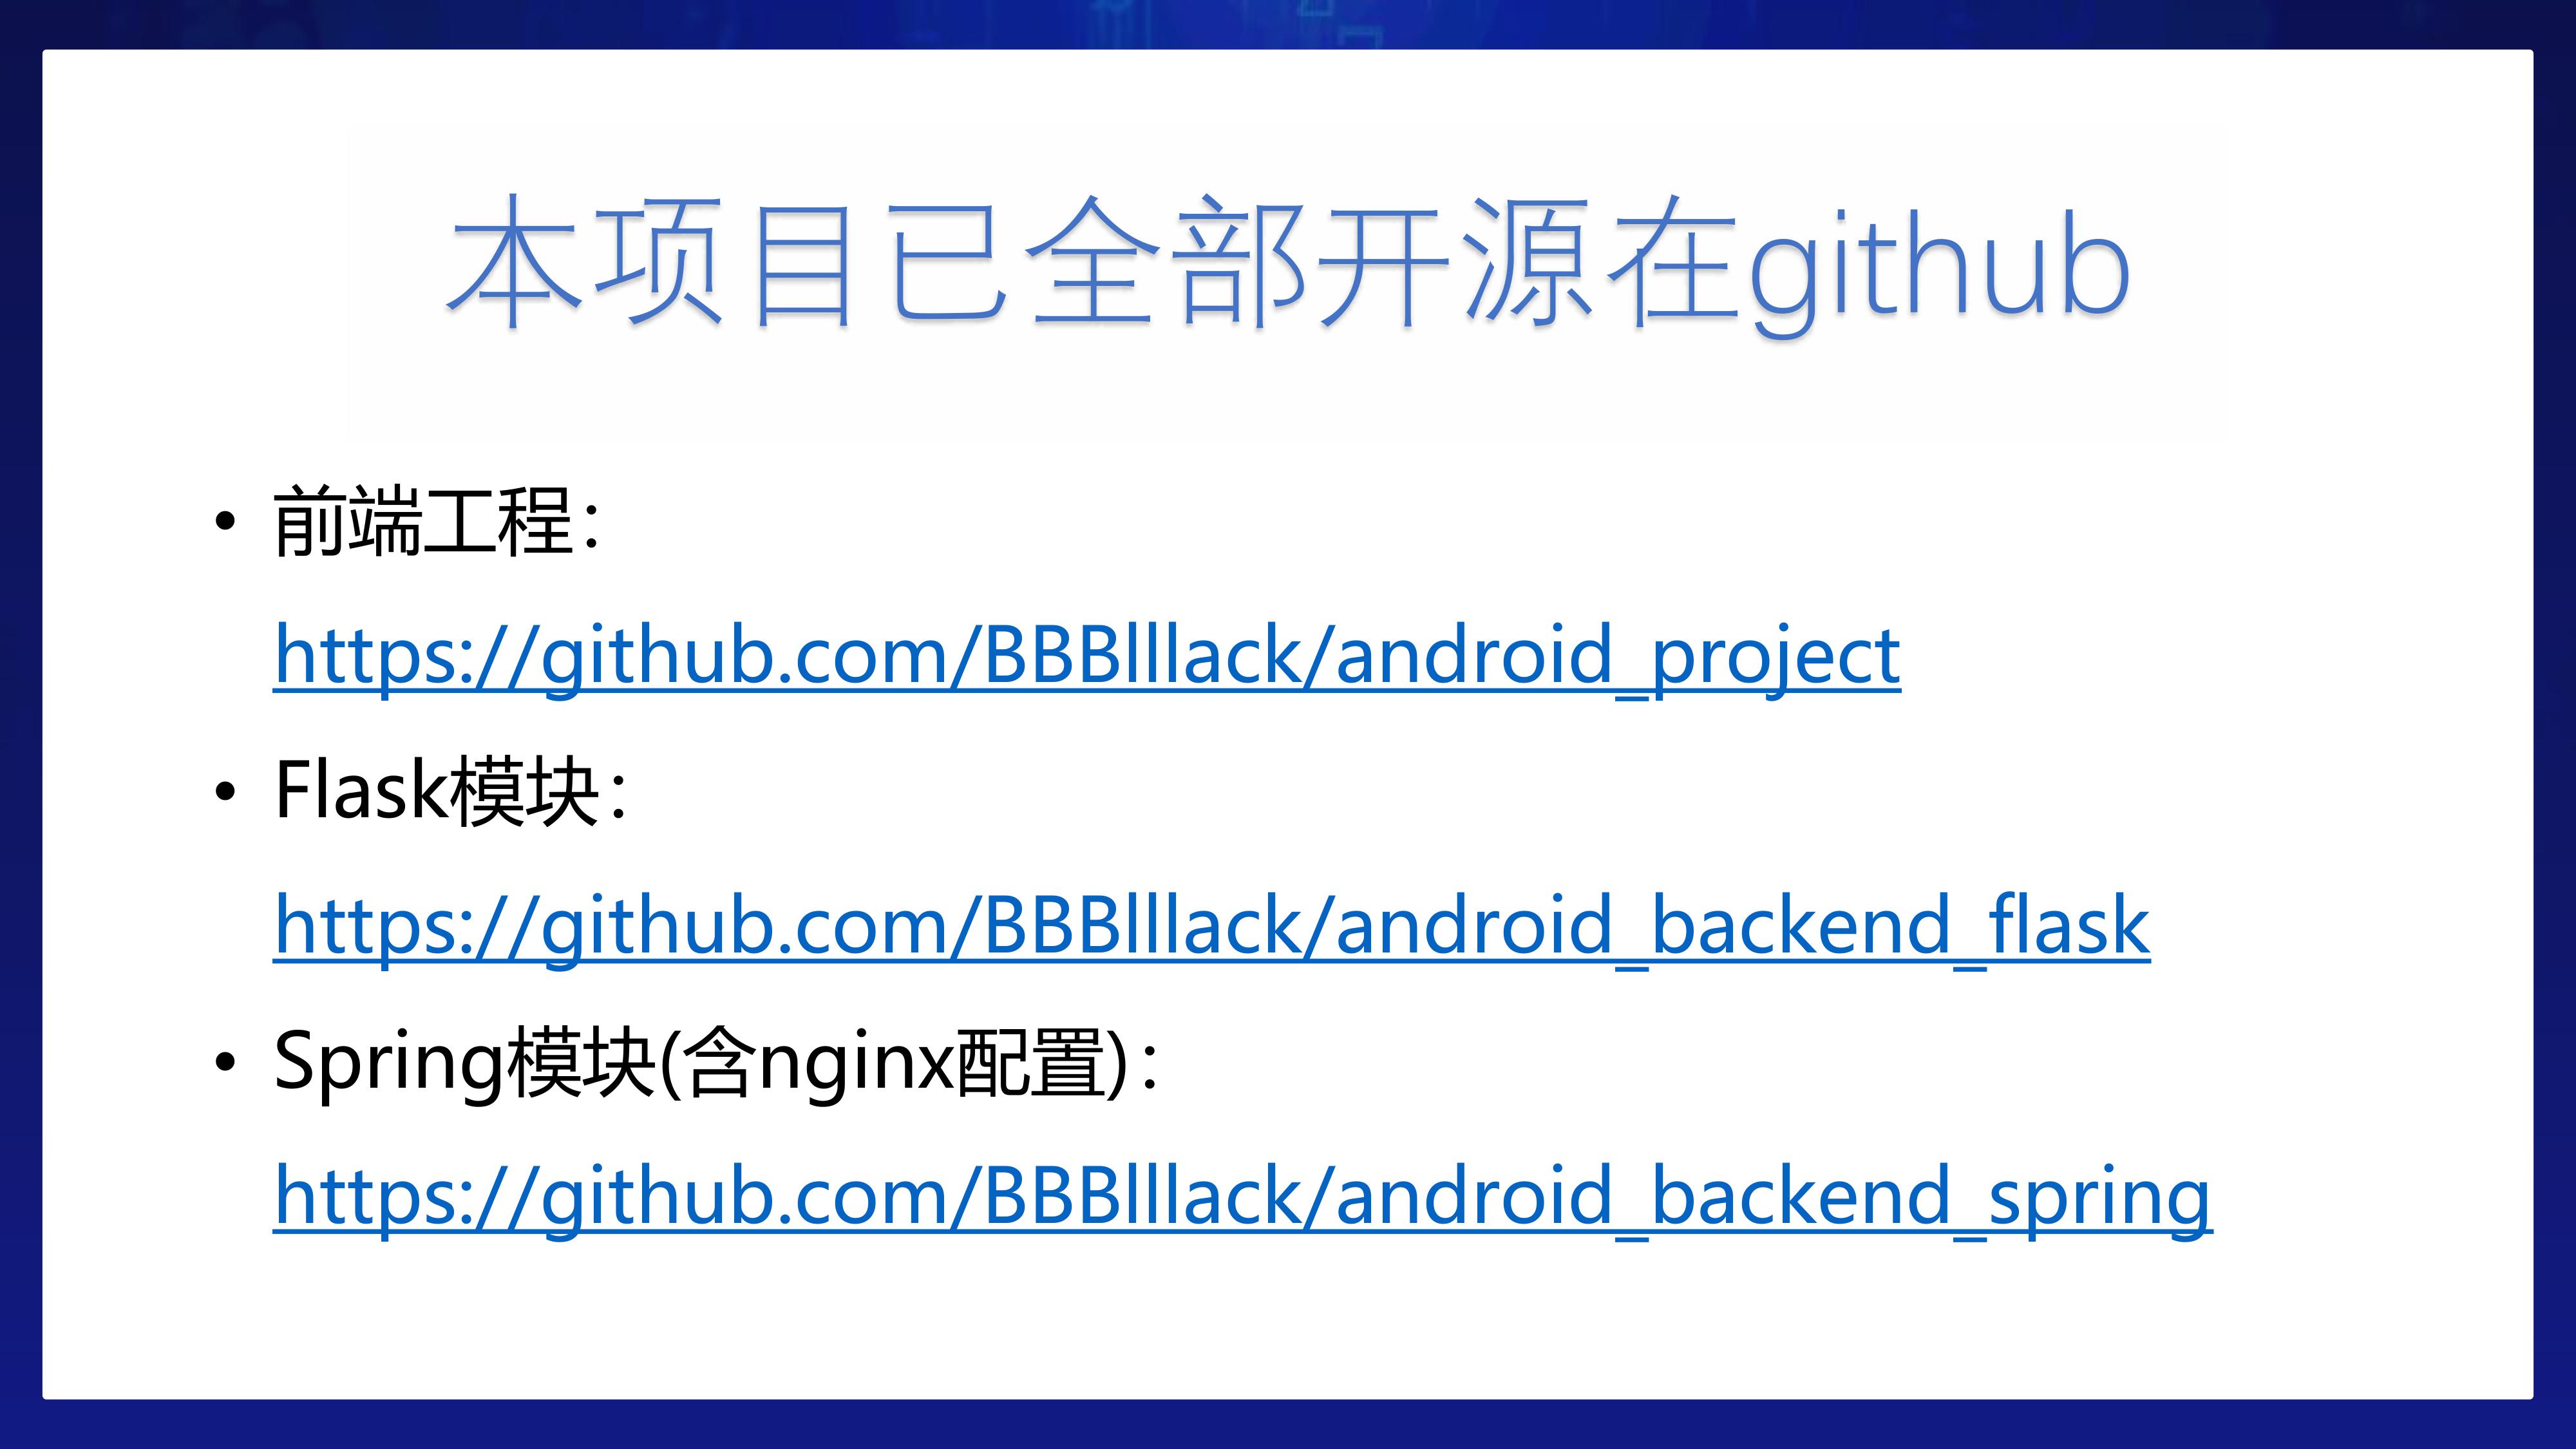 本项目已全部开源在github
• 前端工程：
https://github.com/BBBlllack/android_project
• Flask模块：
https://github.com/BBBlllack/android_backend_flask
• Spring模块(含nginx配置)：
https://github.com/BBBlllack/android_backend_spring